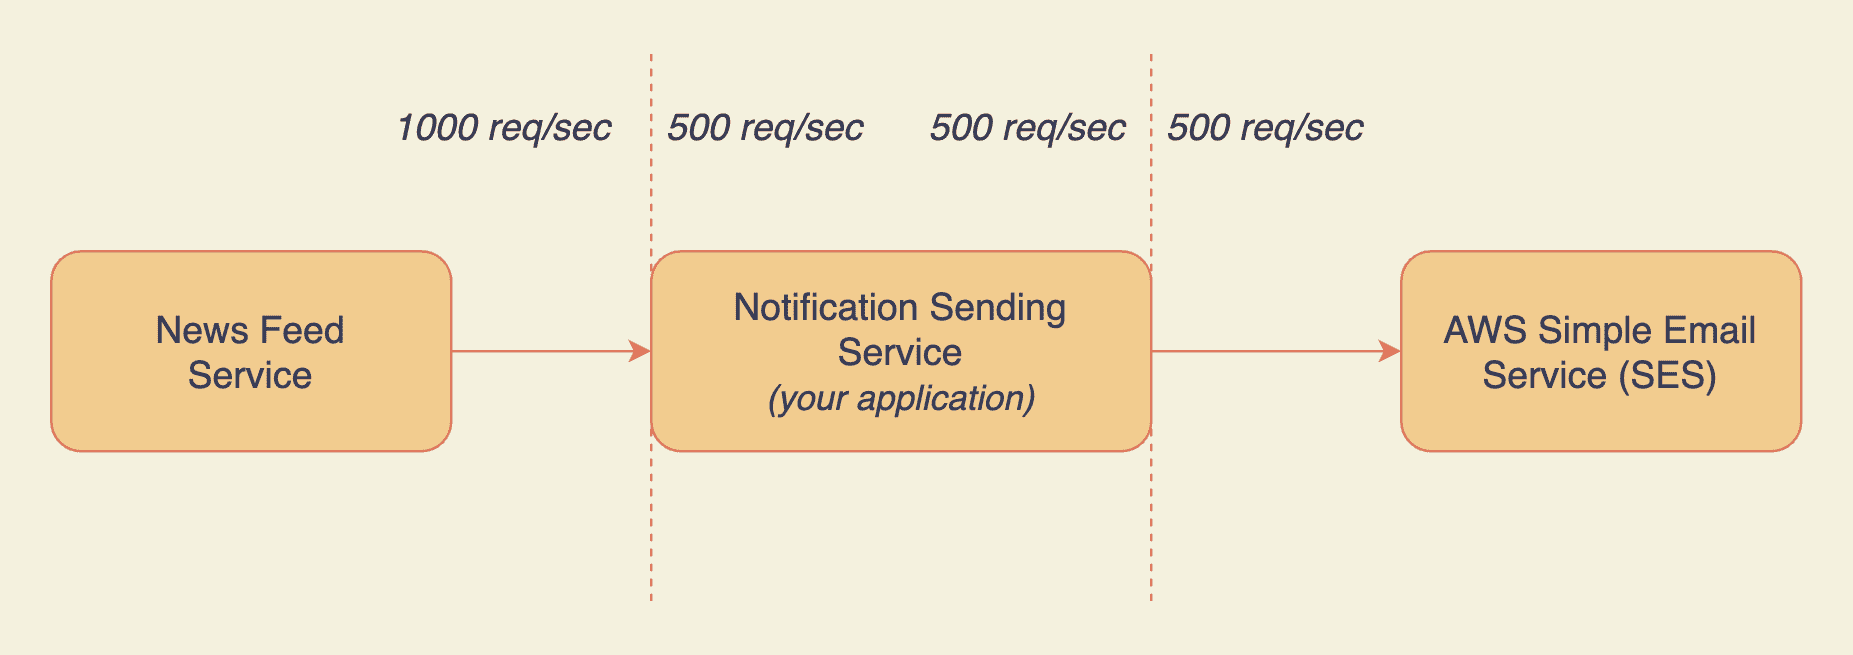 1000 req/sec
500 req/sec
500 req/sec
500 req/sec
News Feed
Service
Notification Sending
Service
(your application)
AWS Simple Email
Service (SES)